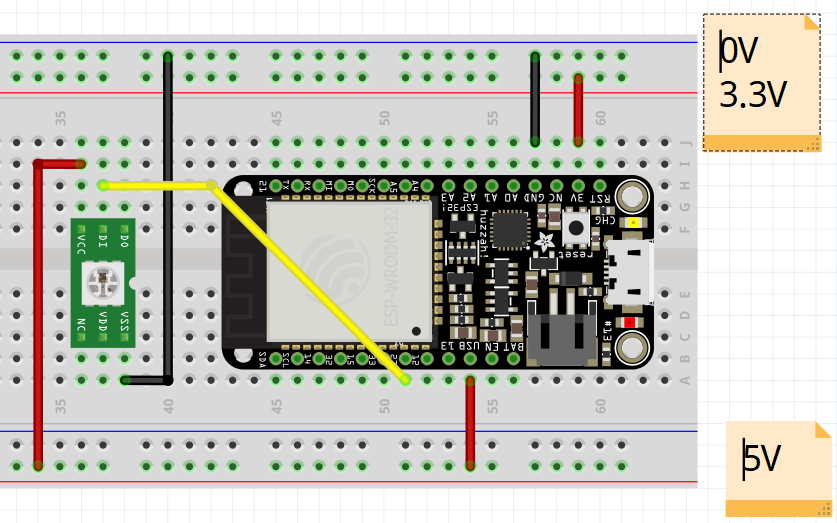 0V
3.3V
35
45
50
55
60
J
I
H
G
F
21
TX
RX
MI
MO
SCK
A5
A4
A3
A2
A1
A0
GND
NC
3V
RST
ESP32!
huzzah!
CHG
reset
VCC
DI
DO
ESP-WROOM-32
NC
VDD
VSS
#13
SDA
SCL
14
32
15
33
27
12
13
USB
EN
BAT
E
D
C
B
A
35
40
45
50
55
60
5V